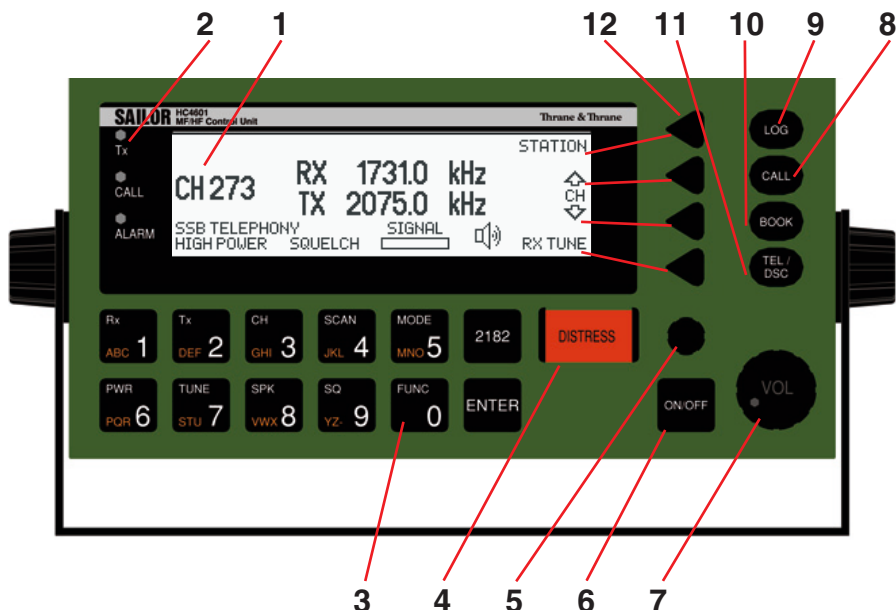 2 1 12 11 10 9 8
SAILOR HC4601
MF/HF Control Unit
Thrane & Thrane
Tx
CALL
ALARM
STATION
CH 273
RX 1731.0 kHz
TX 2075.0 kHz
CH
SSB TELEPHONY
HIGH POWER SQUELCH SIGNAL RX TUNE
LOG
CALL
BOOK
TEL /
DSC
Rx
ABC 1
Tx
DEF 2
CH
GHI 3
SCAN
JKL 4
MODE
MNO 5
2182
DISTRESS
PWR
PQR 6
TUNE
STU 7
SPK
VWX 8
SQ
YZ- 9
FUNC
0
ENTER
ON/OFF
VOL
3 4 5 6 7